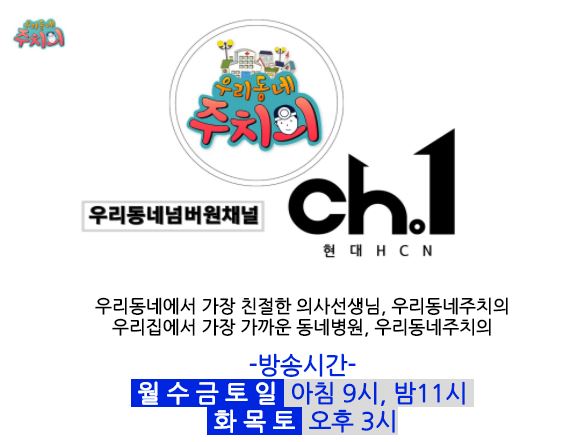 우리동네
주치의
우리동네
주치의
우리동네넘버원채널
ch.1
현대HCN
우리동네에서 가장 친절한 의사선생님, 우리동네주치의
우리집에서 가장 가까운 동네병원, 우리동네주치의
-방송시간-
월수금토일 아침 9시, 밤11시
화목토 오후 3시